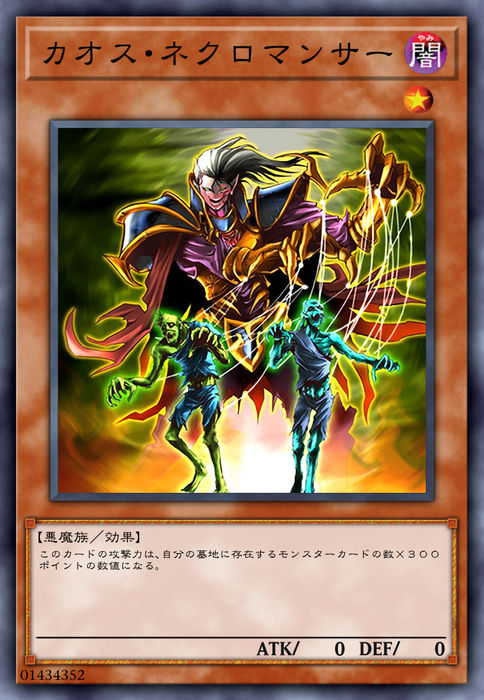 カオス・ネクロマンサー
やみ
闇
【悪魔族／効果】
このカードの攻撃力は、自分の墓地に存在するモンスターカードの数×３００
ポイントの数値になる。
ATK/ 0 DEF/ 0
01434352